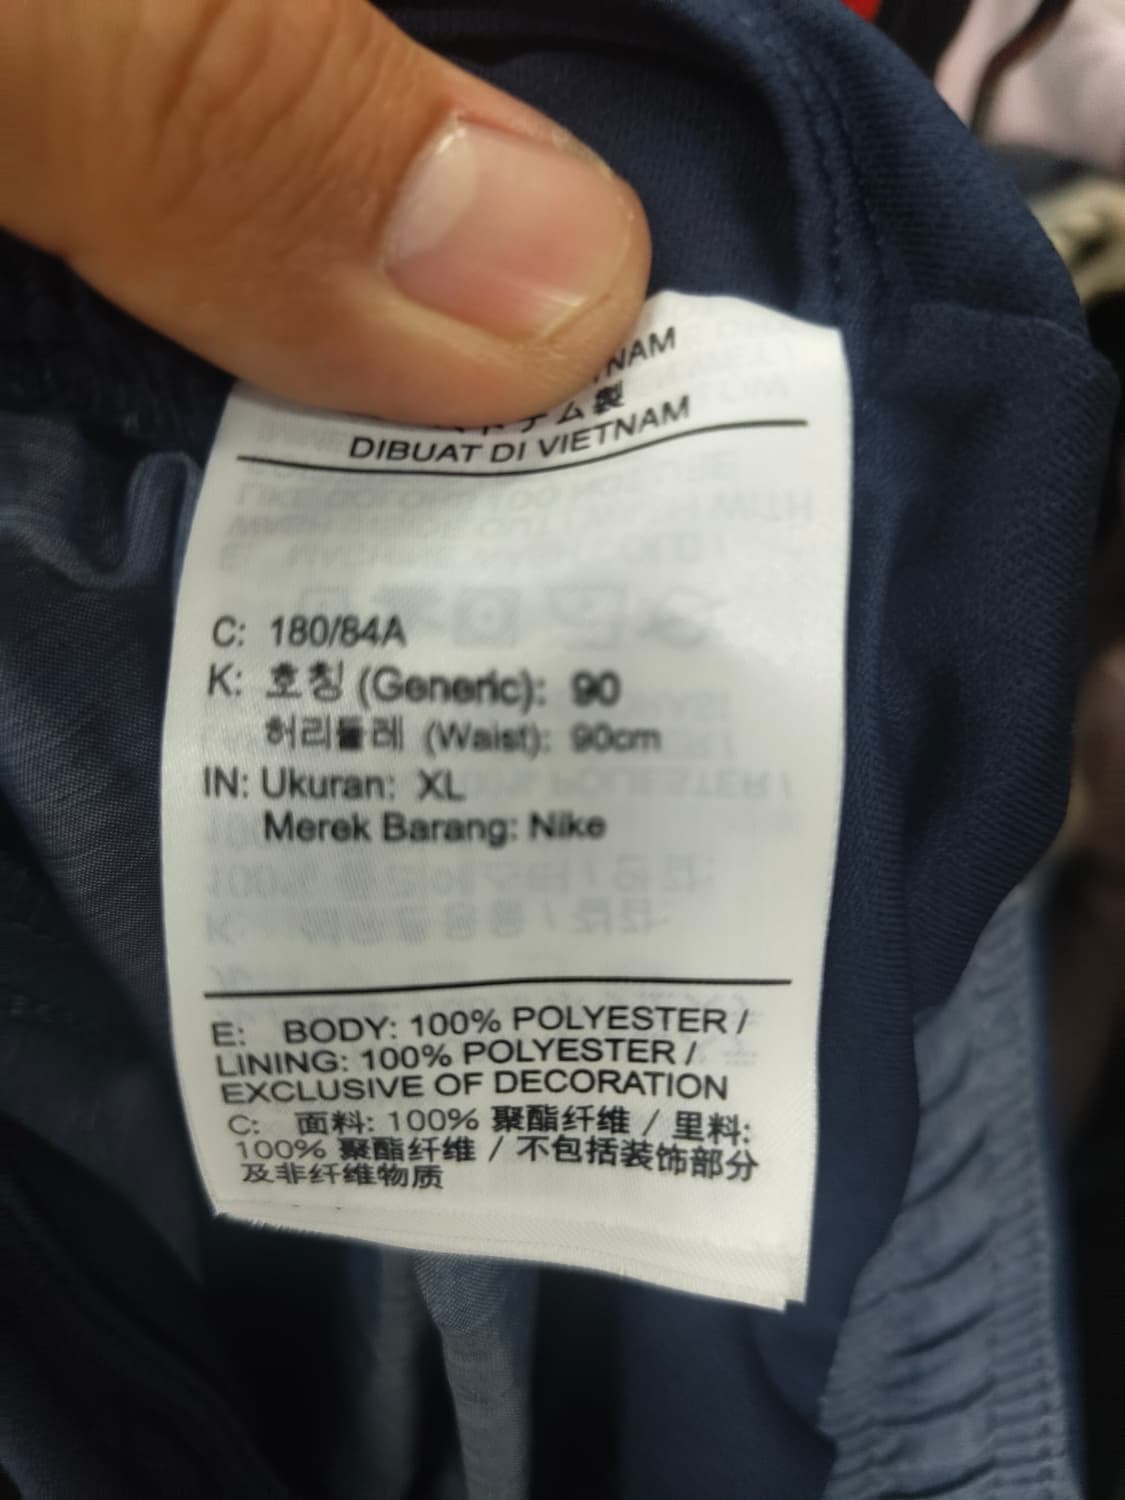 NAM
ム製
DIBUAT DI VIETNAM
C: 180/84A
K: 호칭 (Generic): 90
허리둘레 (Waist): 90cm
IN: Ukuran: XL
Merek Barang: Nike
E: BODY: 100% POLYESTER /
LINING: 100% POLYESTER /
EXCLUSIVE OF DECORATION
C: 面料: 100% 聚酯纤维 / 里料:
100% 聚酯纤维 / 不包括装饰部分
及非纤维物质